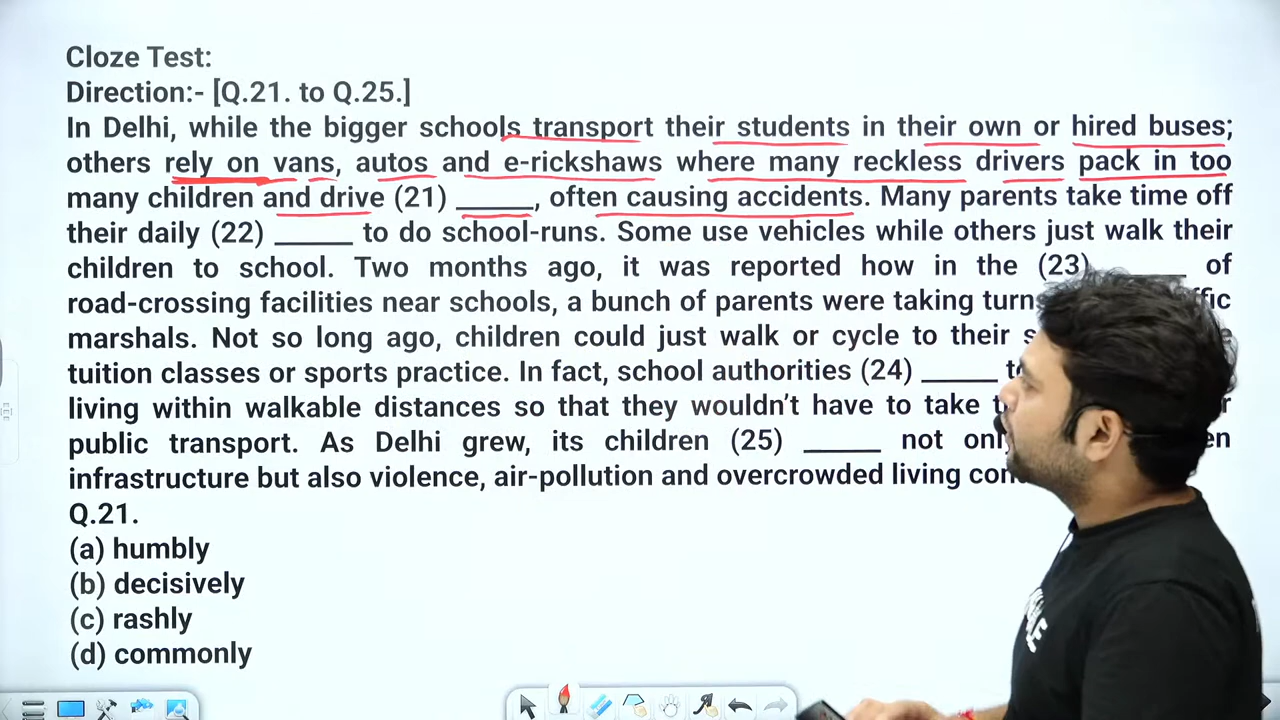 Cloze Test:
Direction:- [Q.21. to Q.25.]
In Delhi, while the bigger schools transport their students in their own or hired buses;
others rely on vans, autos and e-rickshaws where many reckless drivers pack in too
many children and drive (21) _____, often causing accidents. Many parents take time off
their daily (22) _____ to do school-runs. Some use vehicles while others just walk their
children to school. Two months ago, it was reported how in the (23) _____ of
road-crossing facilities near schools, a bunch of parents were taking turns
marshals. Not so long ago, children could just walk or cycle to their
tuition classes or sports practice. In fact, school authorities (24) _____
living within walkable distances so that they wouldn't have to take
public transport. As Delhi grew, its children (25) _____ not only
infrastructure but also violence, air-pollution and overcrowded living
Q.21.
(a) humbly
(b) decisively
(c) rashly
(d) commonly